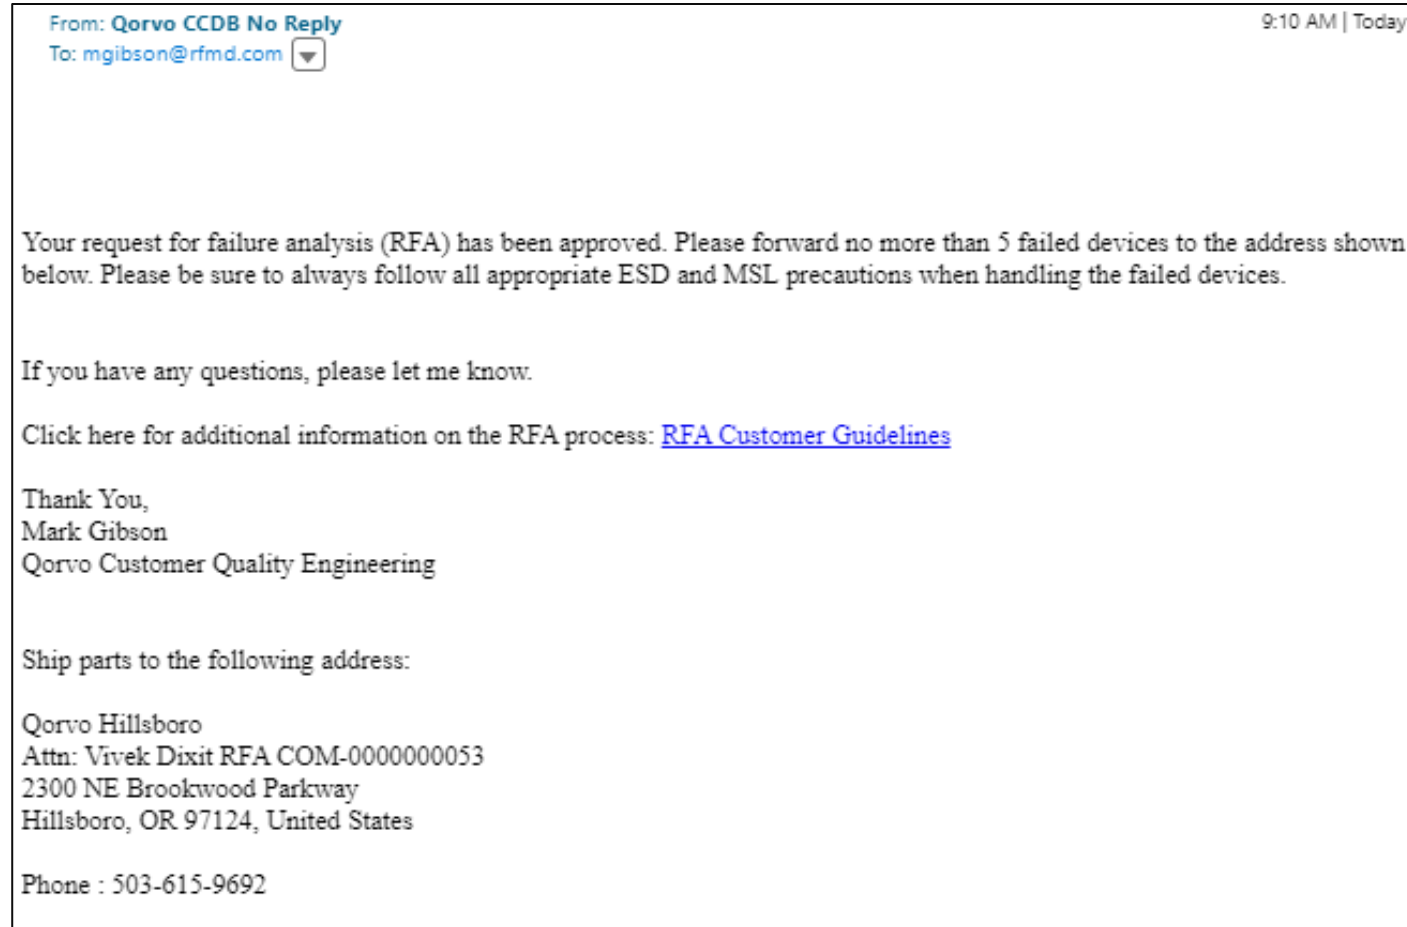 From: Qorvo CCDB No Reply
9:10 AM | Today
To: mgibson@rfmd.com
Your request for failure analysis (RFA) has been approved. Please forward no more than 5 failed devices to the address shown
below. Please be sure to always follow all appropriate ESD and MSL precautions when handling the failed devices.
If you have any questions, please let me know.
Click here for additional information on the RFA process: RFA Customer Guidelines
Thank You,
Mark Gibson
Qorvo Customer Quality Engineering
Ship parts to the following address:
Qorvo Hillsboro
Attn: Vivek Dixit RFA COM-0000000053
2300 NE Brookwood Parkway
Hillsboro, OR 97124, United States
Phone : 503-615-9692